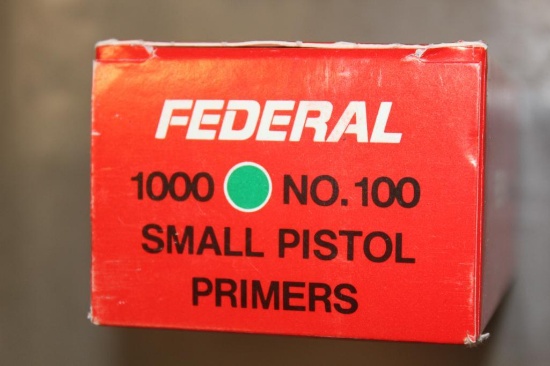 FEDERAL
1000 NO. 100
SMALL PISTOL
PRIMERS